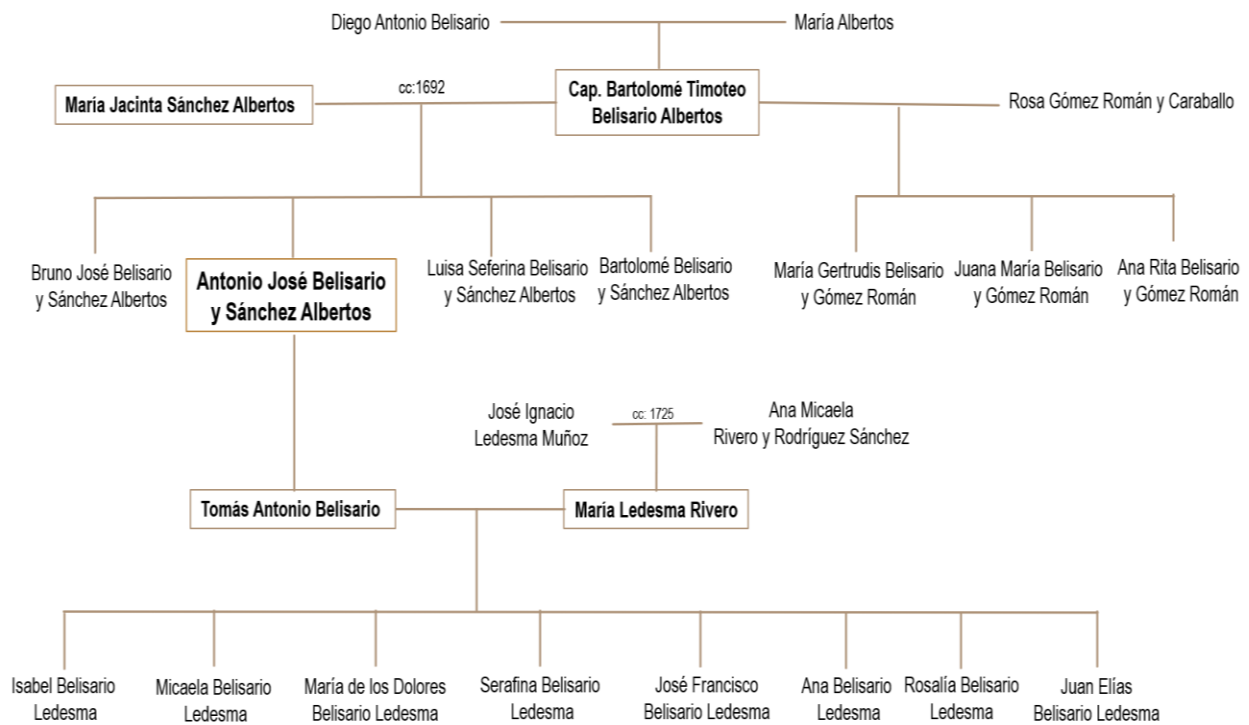 Diego Antonio Belisario
María Albertos
María Jacinta Sánchez Albertos
cc:1692
Cap. Bartolomé Timoteo
Belisario Albertos
Rosa Gómez Román y Caraballo
Bruno José Belisario
y Sánchez Albertos
Antonio José Belisario
y Sánchez Albertos
Luisa Seferina Belisario
y Sánchez Albertos
Bartolomé Belisario
y Sánchez Albertos
María Gertrudis Belisario
y Gómez Román
Juana María Belisario
y Gómez Román
Ana Rita Belisario
y Gómez Román
José Ignacio
Ledesma Muñoz
cc: 1725
Ana Micaela
Rivero y Rodríguez Sánchez
Tomás Antonio Belisario
María Ledesma Rivero
Isabel Belisario
Ledesma
Micaela Belisario
Ledesma
María de los Dolores
Belisario Ledesma
Serafina Belisario
Ledesma
José Francisco
Belisario Ledesma
Ana Belisario
Ledesma
Rosalía Belisario
Ledesma
Juan Elías
Belisario Ledesma